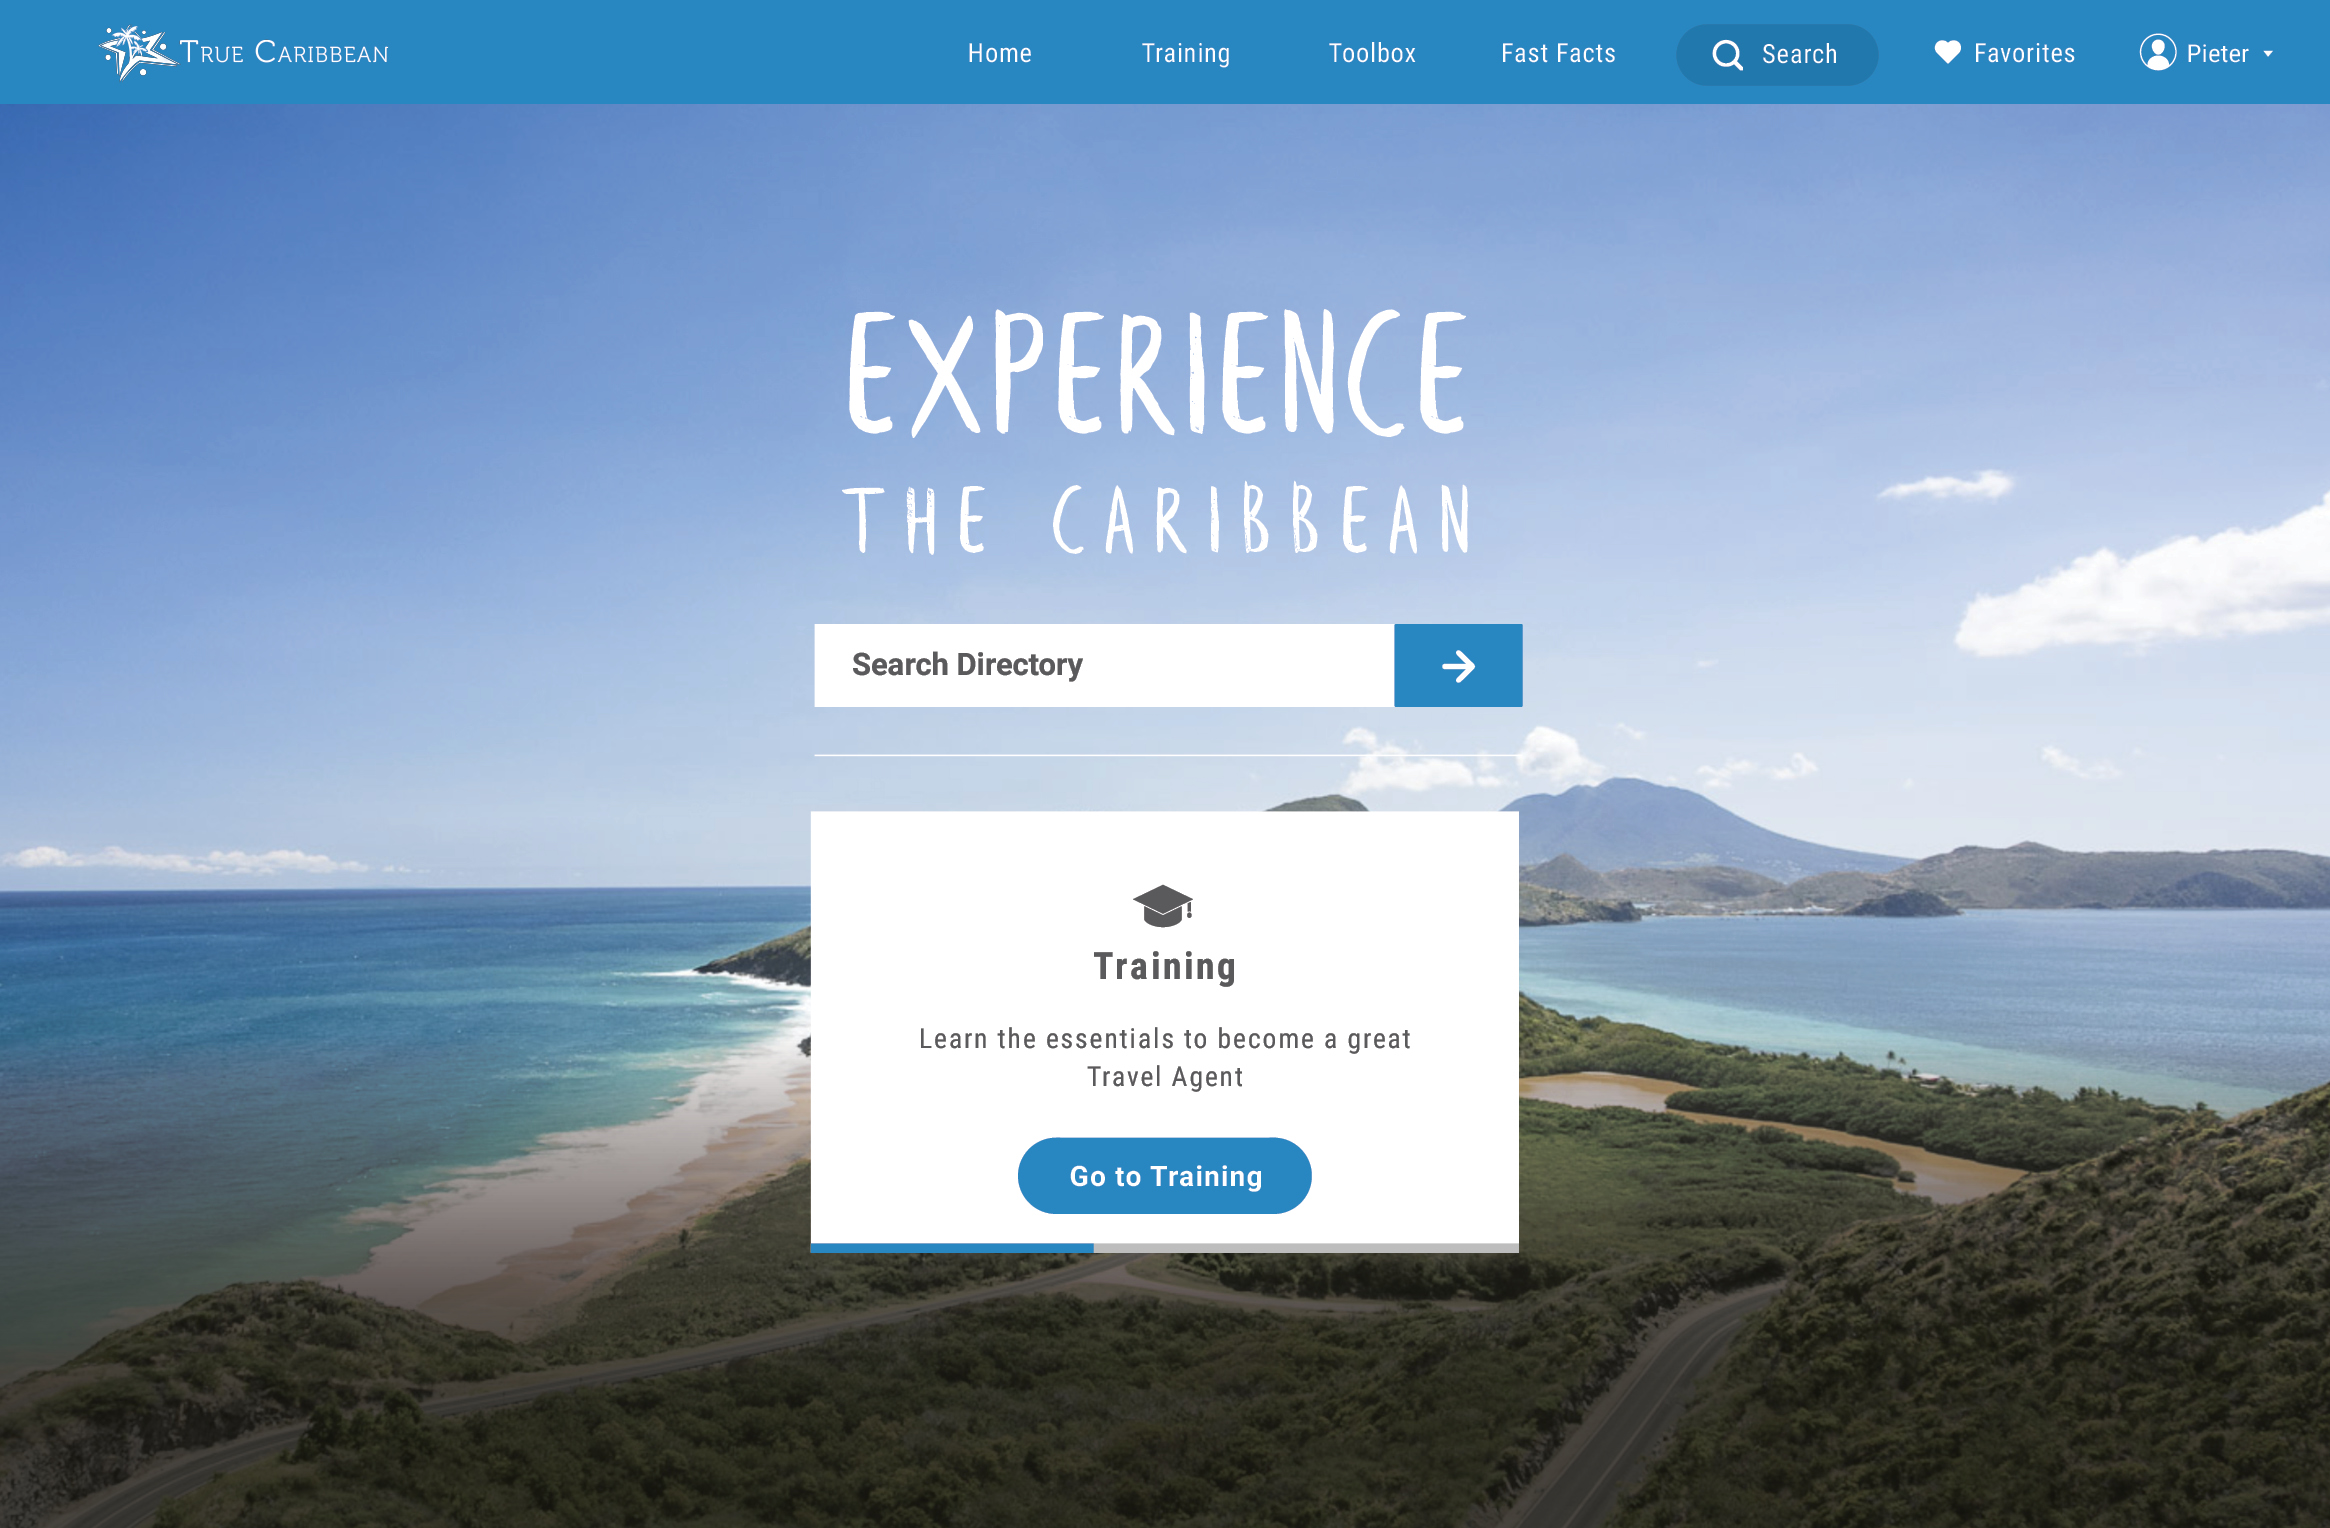 TRUE CARIBBEAN
Home
Training
Toolbox
Fast Facts
Search
Favorites
Pieter
EXPERIENCE
THE CARIBBEAN
Search Directory
Training
Learn the essentials to become a great
Travel Agent
Go to Training